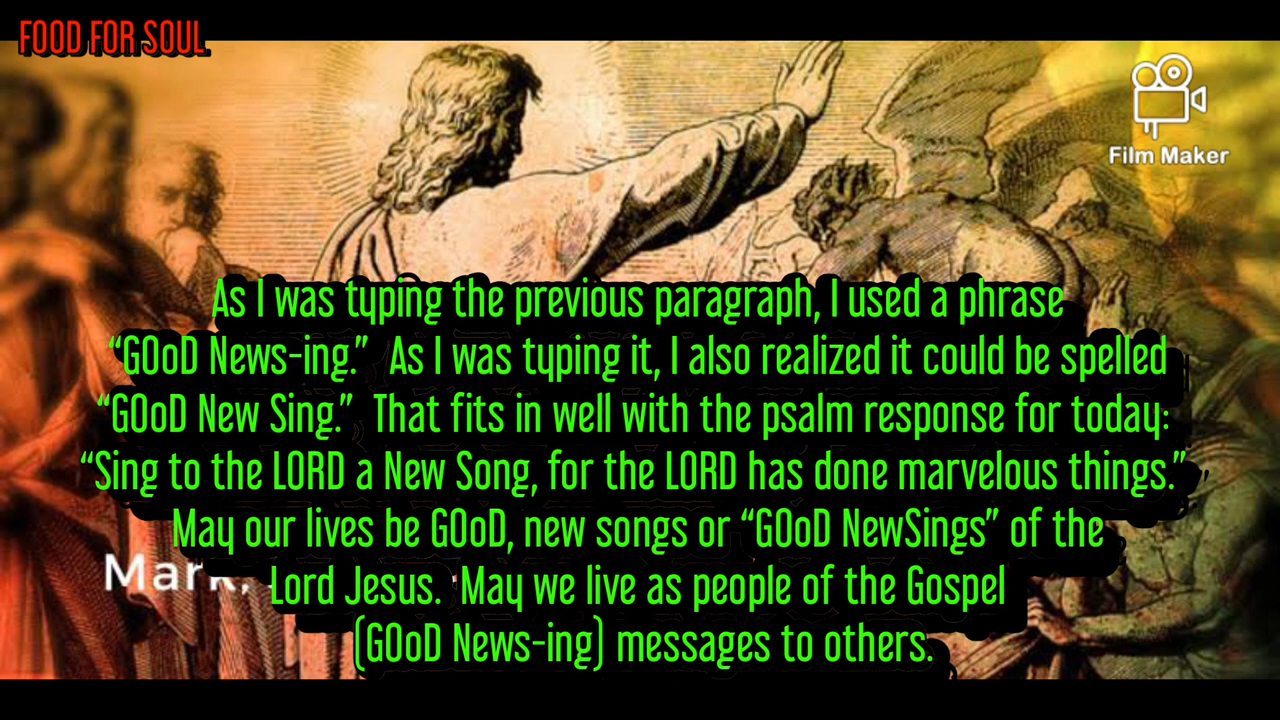 FOOD FOR SOUL
Film Maker
As I was typing the previous paragraph, I used a phrase
“GOoD News-ing.” As I was typing it, I also realized it could be spelled
“GOoD New Sing.” That fits in well with the psalm response for today:
“Sing to the LORD a New Song, for the LORD has done marvelous things.”
May our lives be GOoD, new songs or “GOoD NewSings” of the
Mark,
Lord Jesus. May we live as people of the Gospel
(GOoD News-ing) messages to others.